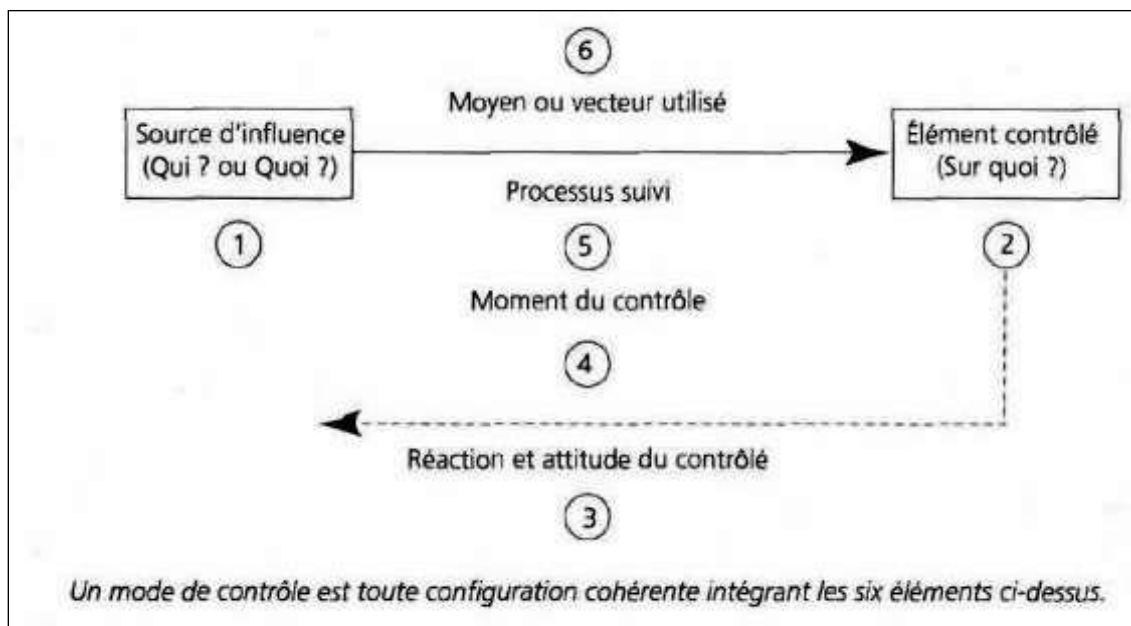 6
Moyen ou vecteur utilisé
Source d'influence
(Qui ? ou Quoi ?)
Élément contrôlé
(Sur quoi ?)
Processus suivi
1
5
2
Moment du contrôle
4
Réaction et attitude du contrôlé
3
Un mode de contrôle est toute configuration cohérente intégrant les six éléments ci-dessus.